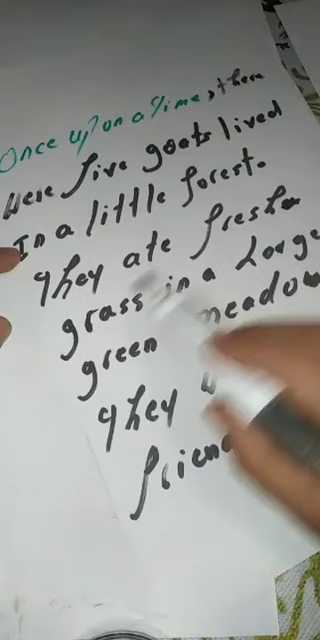 Once upon a time, there
were five goats lived
In a little forest.
They ate fresh
grass in a large
green meadow
They